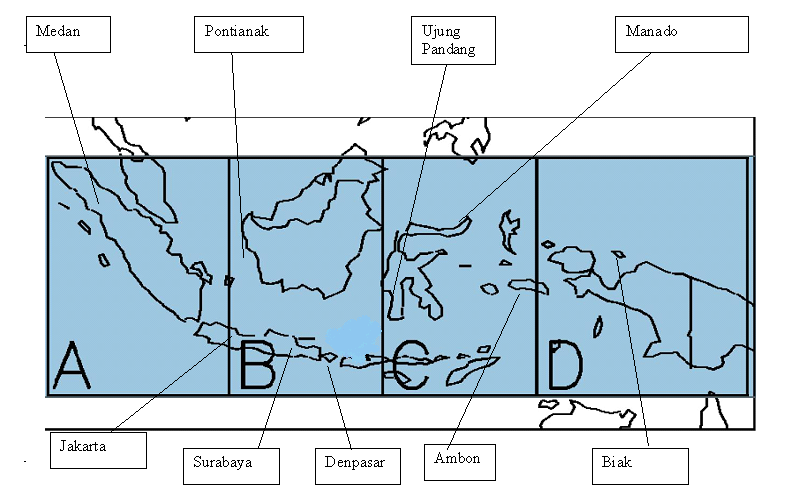 Medan
Pontianak
Ujung
Pandang
Manado
A
B
C
D
Jakarta
Surabaya
Denpasar
Ambon
Biak